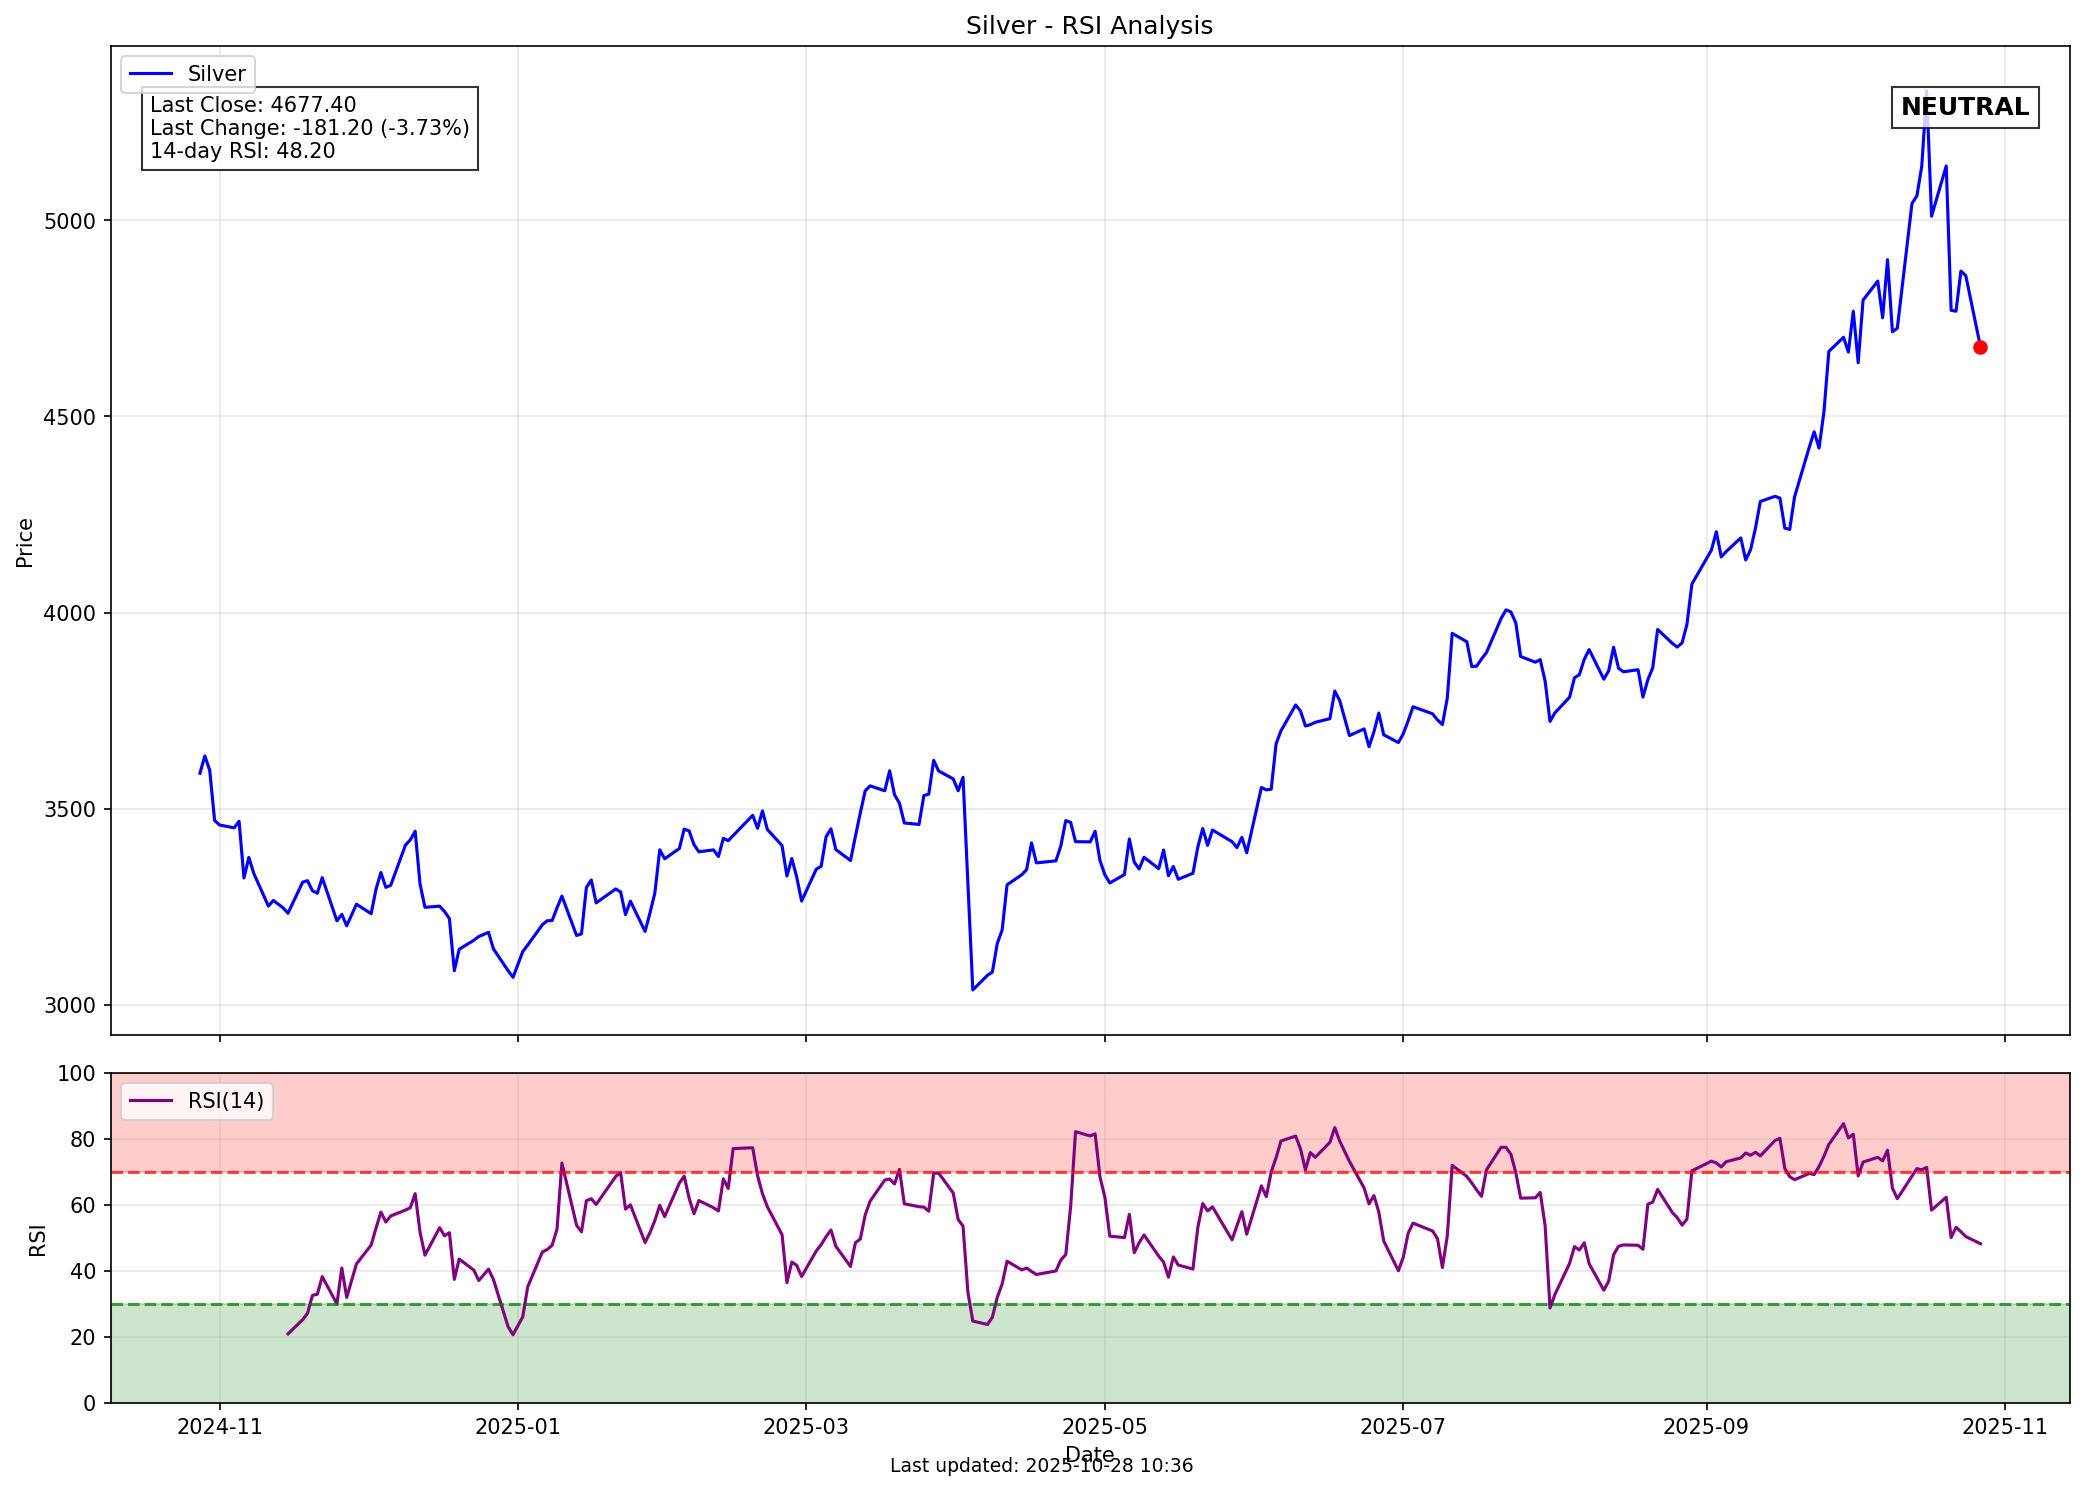 Silver - RSI Analysis
Silver
Last Close: 4677.40
Last Change: -181.20 (-3.73%)
14-day RSI: 48.20
NEUTRAL
5000
4500
4000
3500
3000
Price
100
80
60
40
20
0
RSI
RSI(14)
2024-11
2025-01
2025-03
2025-05
2025-07
2025-09
2025-11
Date
Last updated: 2025-10-28 10:36